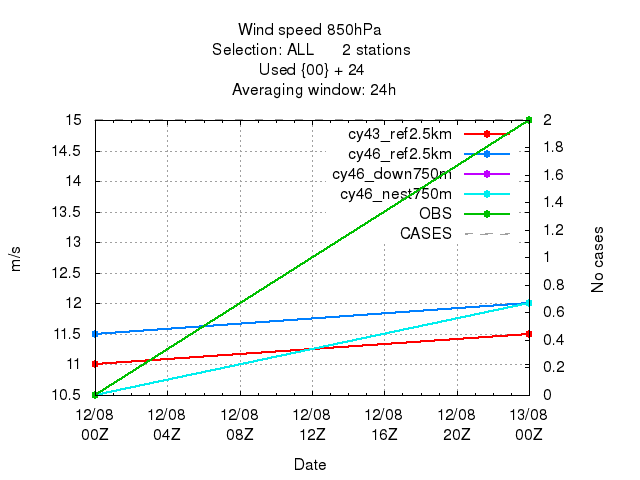 Wind speed 850hPa
Selection: ALL 2 stations
Used {00} + 24
Averaging window: 24h
m/s
15
14.5
14
13.5
13
12.5
12
11.5
11
10.5
cy43_ref2.5km
cy46_ref2.5km
cy46_down750m
cy46_nest750m
OBS
CASES
2
1.8
1.6
1.4
1.2
1
0.8
0.6
0.4
0.2
0
No cases
12/08 12/08 12/08 12/08 12/08 12/08 13/08
00Z 04Z 08Z 12Z 16Z 20Z 00Z
Date